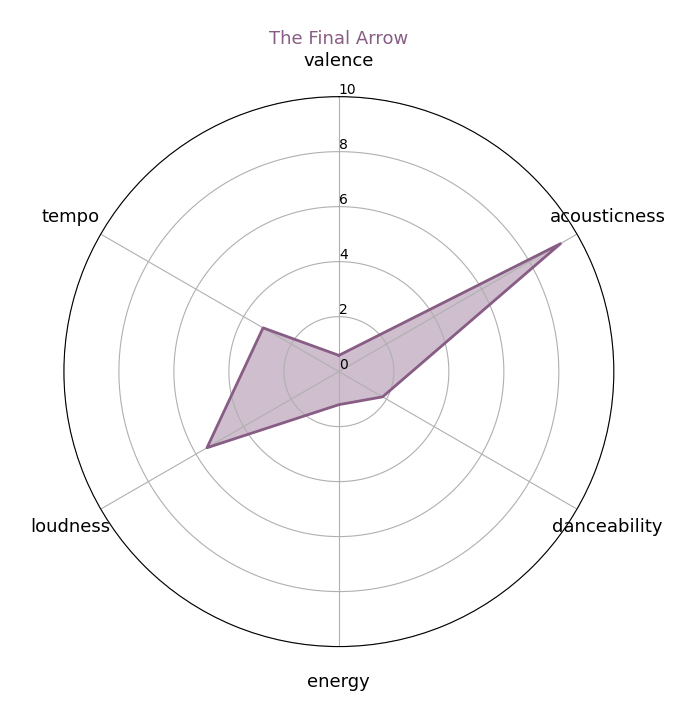 The Final Arrow
valence
10
8
tempo
acousticness
6
4
2
0
loudness
danceability
energy